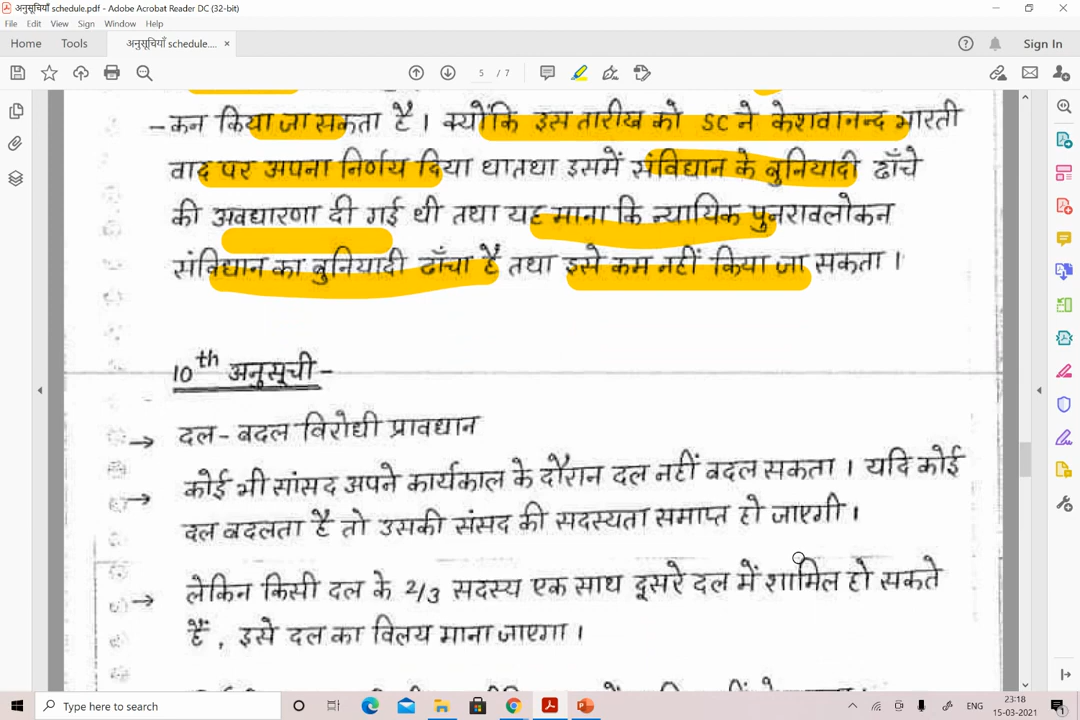 अनुसूचियाँ schedule.pdf - Adobe Acrobat Reader DC (32-bit)
File Edit View Sign Window Help
Home Tools अनुसूचियाँ schedule.... × Sign In
5 / 7
- कन किया जा सकता है। क्योंकि इस तारीख को SC ने केशवानन्द भारती
वाद पर अपना निर्णय दिया था तथा इसमें संविधान के बुनियादी ढाँचे
की अवधारणा दी गई थी तथा यह माना कि न्यायिक पुनरावलोकन
संविधान का बुनियादी ढाँचा है तथा इसे कम नहीं किया जा सकता।
10th अनुसूची -
→ दल - बदल विरोधी प्रावधान
→ कोई भी सांसद अपने कार्यकाल के दौरान दल नहीं बदल सकता। यदि कोई
दल बदलता है तो उसकी संसद की सदस्यता समाप्त हो जाएगी।
→ लेकिन किसी दल के 2/3 सदस्य एक साथ दूसरे दल में शामिल हो सकते
हैं, इसे दल का विलय माना जाएगा।
Type here to search
ENG
23:18
15-03-2021